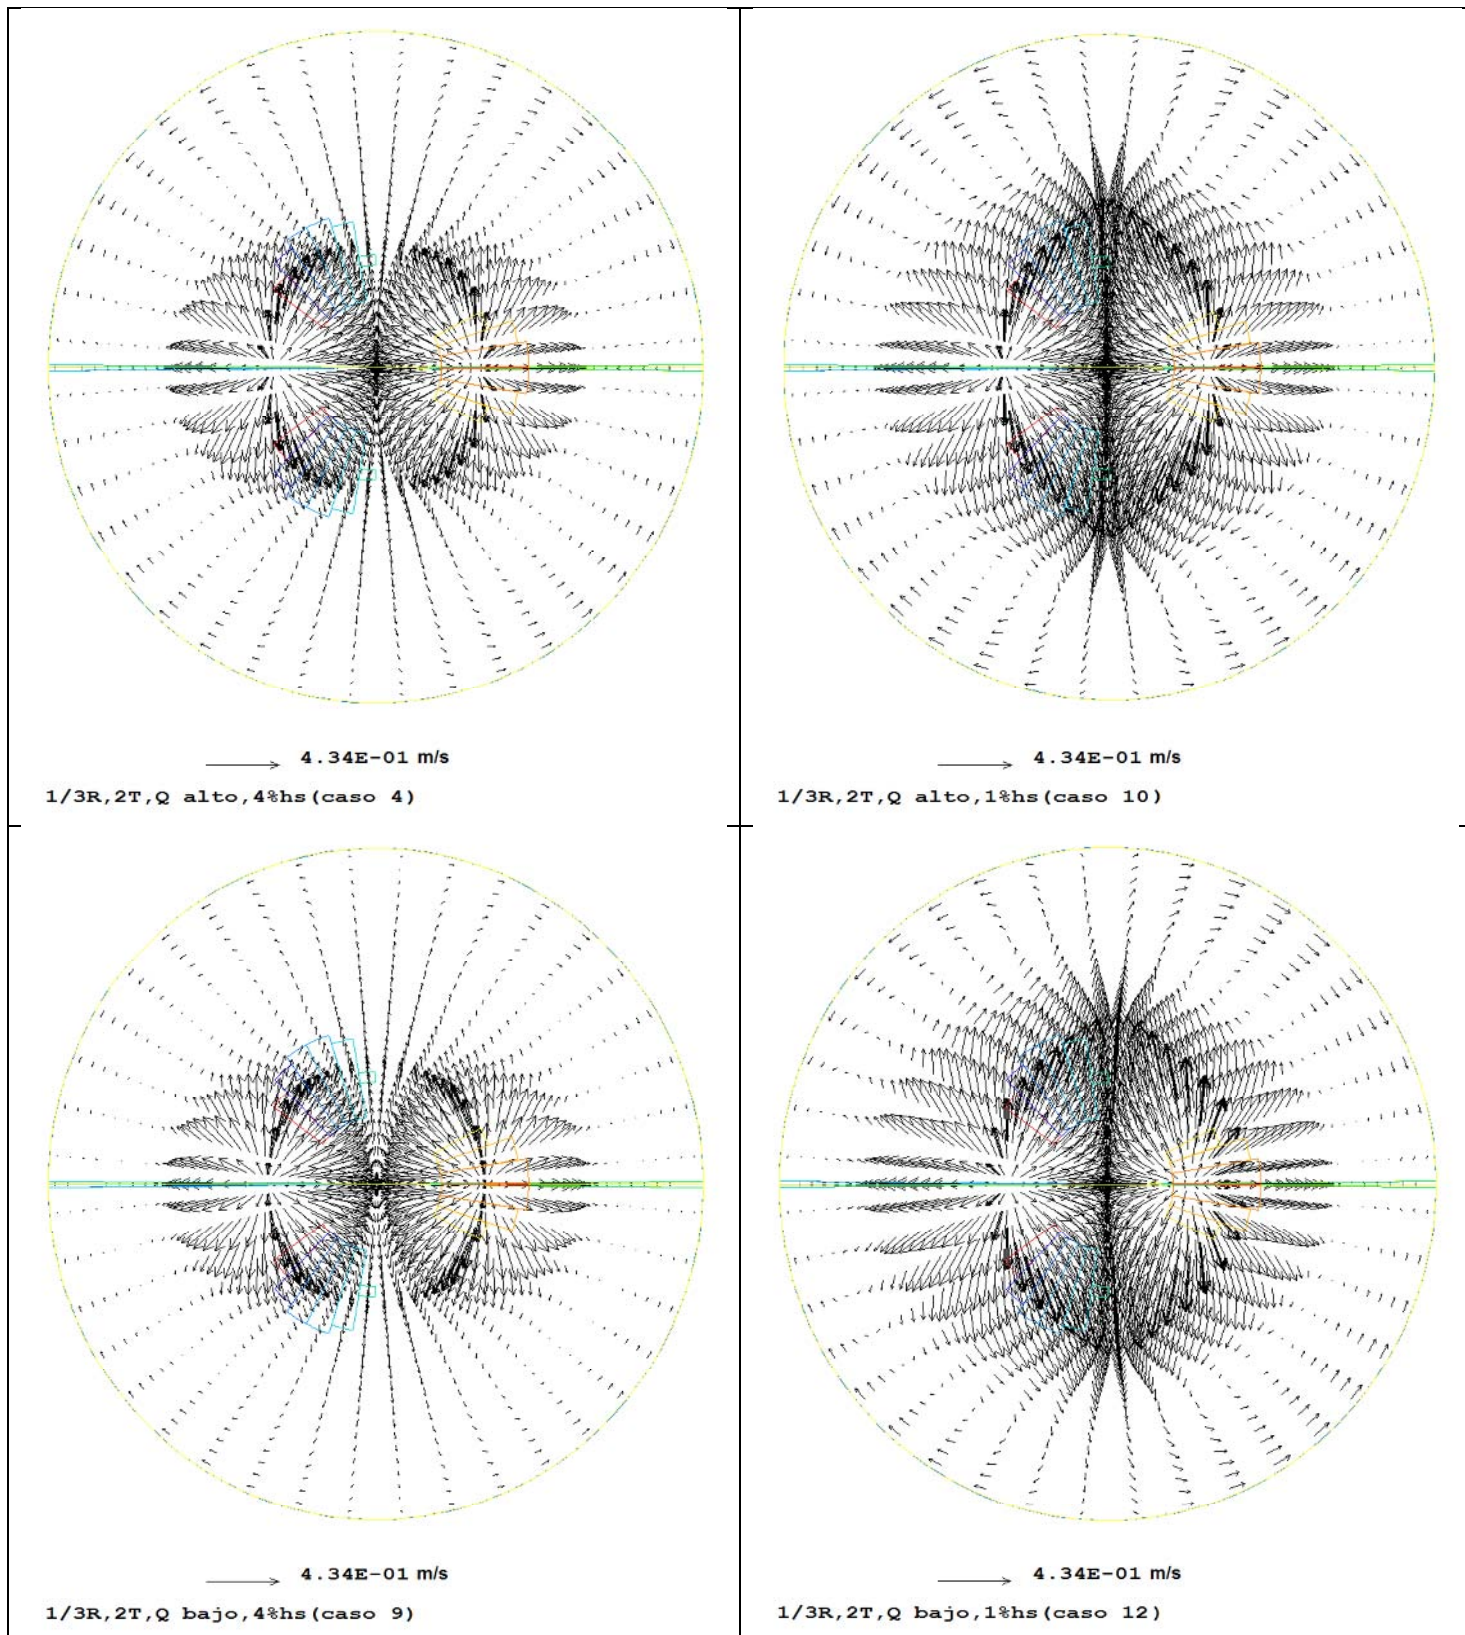 4.34E-01 m/s
1/3R,2T,Q alto,4%hs(caso 4)
4.34E-01 m/s
1/3R,2T,Q alto,1%hs(caso 10)
4.34E-01 m/s
1/3R,2T,Q bajo,4%hs(caso 9)
4.34E-01 m/s
1/3R,2T,Q bajo,1%hs(caso 12)